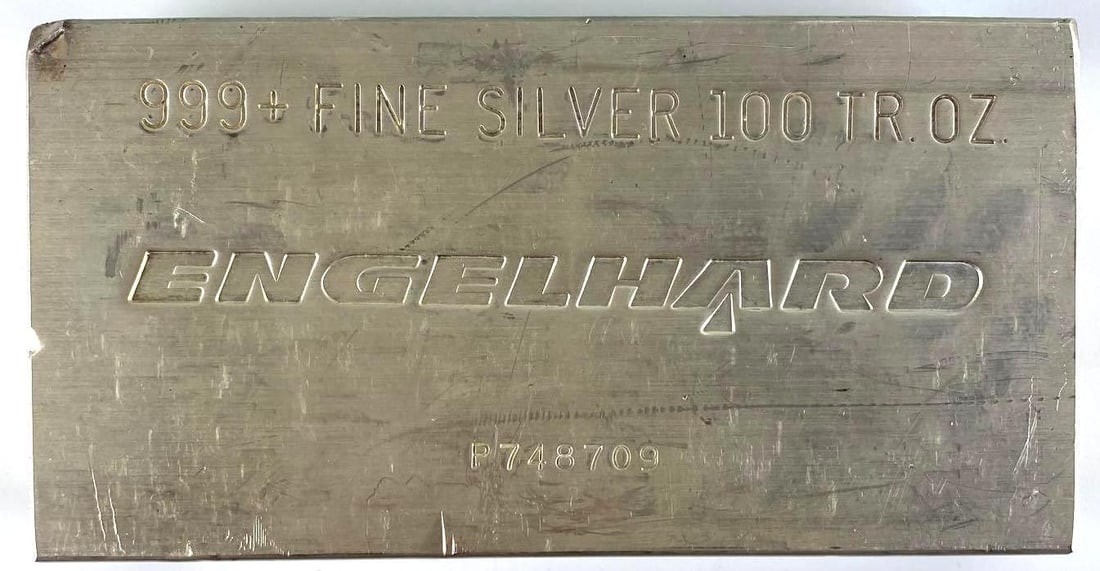 999+ FINE SILVER 100 TR. OZ.
ENGELHARD
P748709